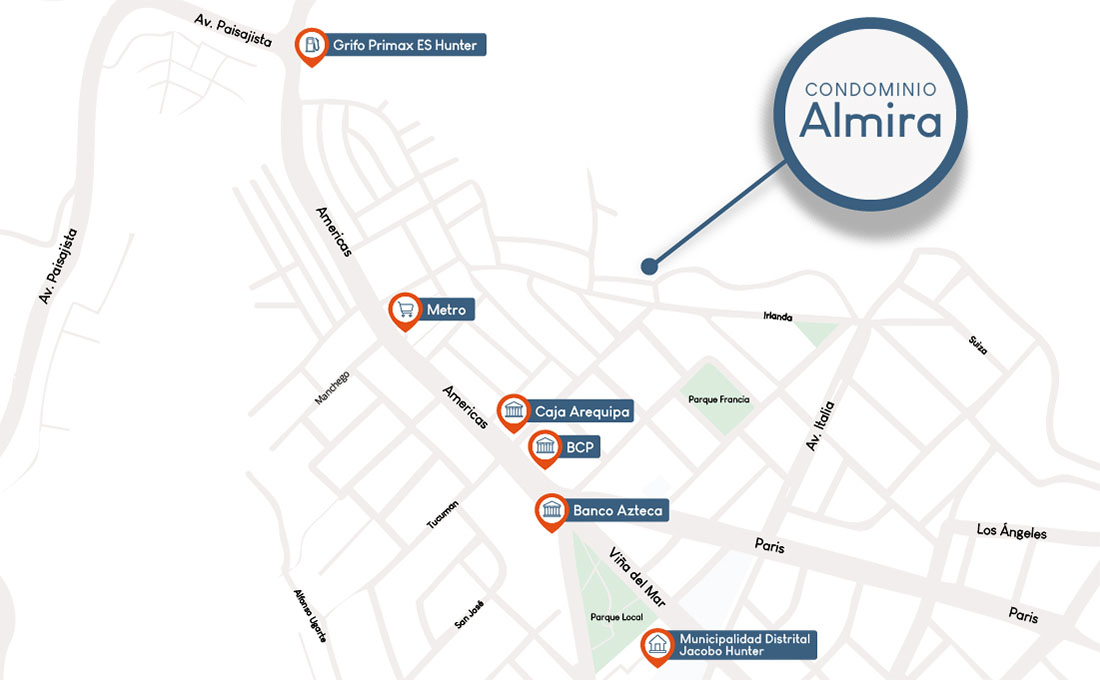 Av. Paisajista
Grifo Primax ES Hunter
CONDOMINIO
Almira
Americas
Av. Paisajista
Metro
Irlanda
Suiza
Manchego
Americas
Parque Francia
Caja Arequipa
Av. Italia
BCP
Tucuman
Banco Azteca
Los Ángeles
Paris
Viña del Mar
Alfonso Ugarte
San José
Parque Local
Paris
Municipalidad Distrital
Jacobo Hunter